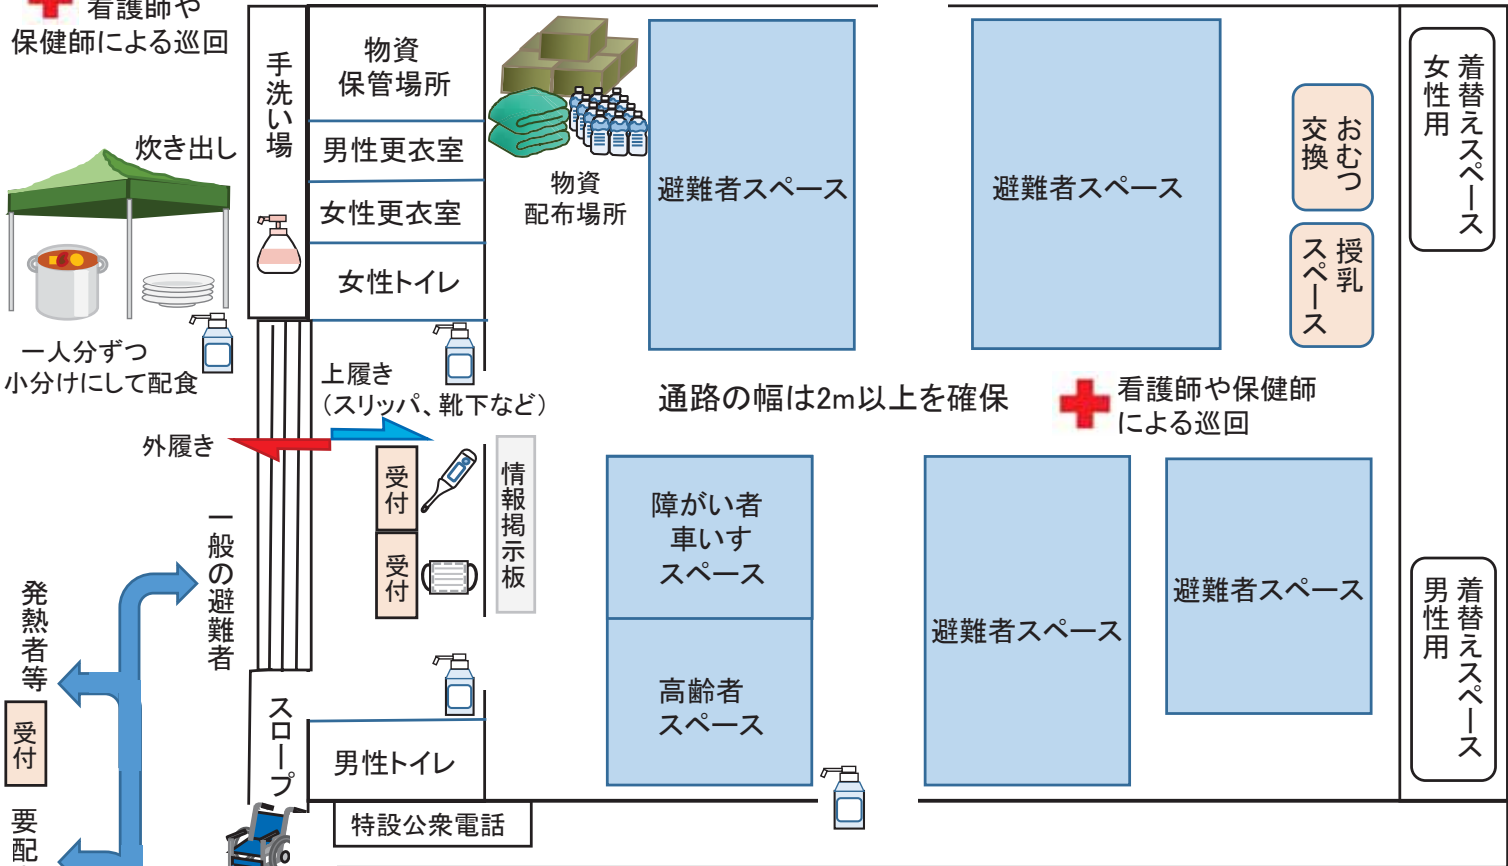 看護師や
保健師による巡回
手洗い場
物資
保管場所
男性更衣室
女性更衣室
女性トイレ
物資
配布場所
避難者スペース
避難者スペース
おむつ
交換
授乳
スペース
着替えスペース
女性用
炊き出し
一人分ずつ
小分けにして配食
上履き
（スリッパ、靴下など）
外履き
通路の幅は2m以上を確保
看護師や保健師
による巡回
受付
受付
情報掲示板
障がい者
車いす
スペース
高齢者
スペース
避難者スペース
避難者スペース
着替えスペース
男性用
一般の避難者
発熱者等
受付
要配
スロープ
男性トイレ
特設公衆電話